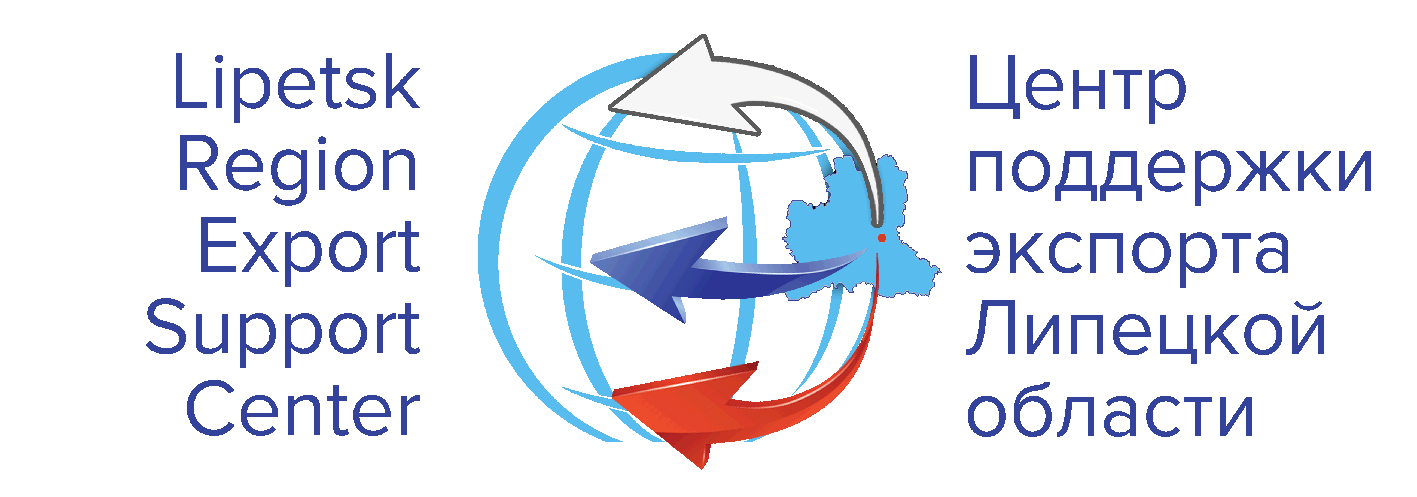 Lipetsk
Region
Export
Support
Center
Центр
поддержки
экспорта
Липецкой
области